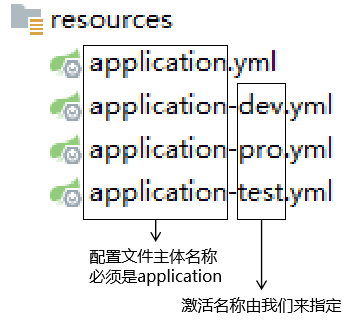 resources
application.yml
application-dev.yml
application-pro.yml
application-test.yml
配置文件主体名称
必须是application
激活名称由我们来指定